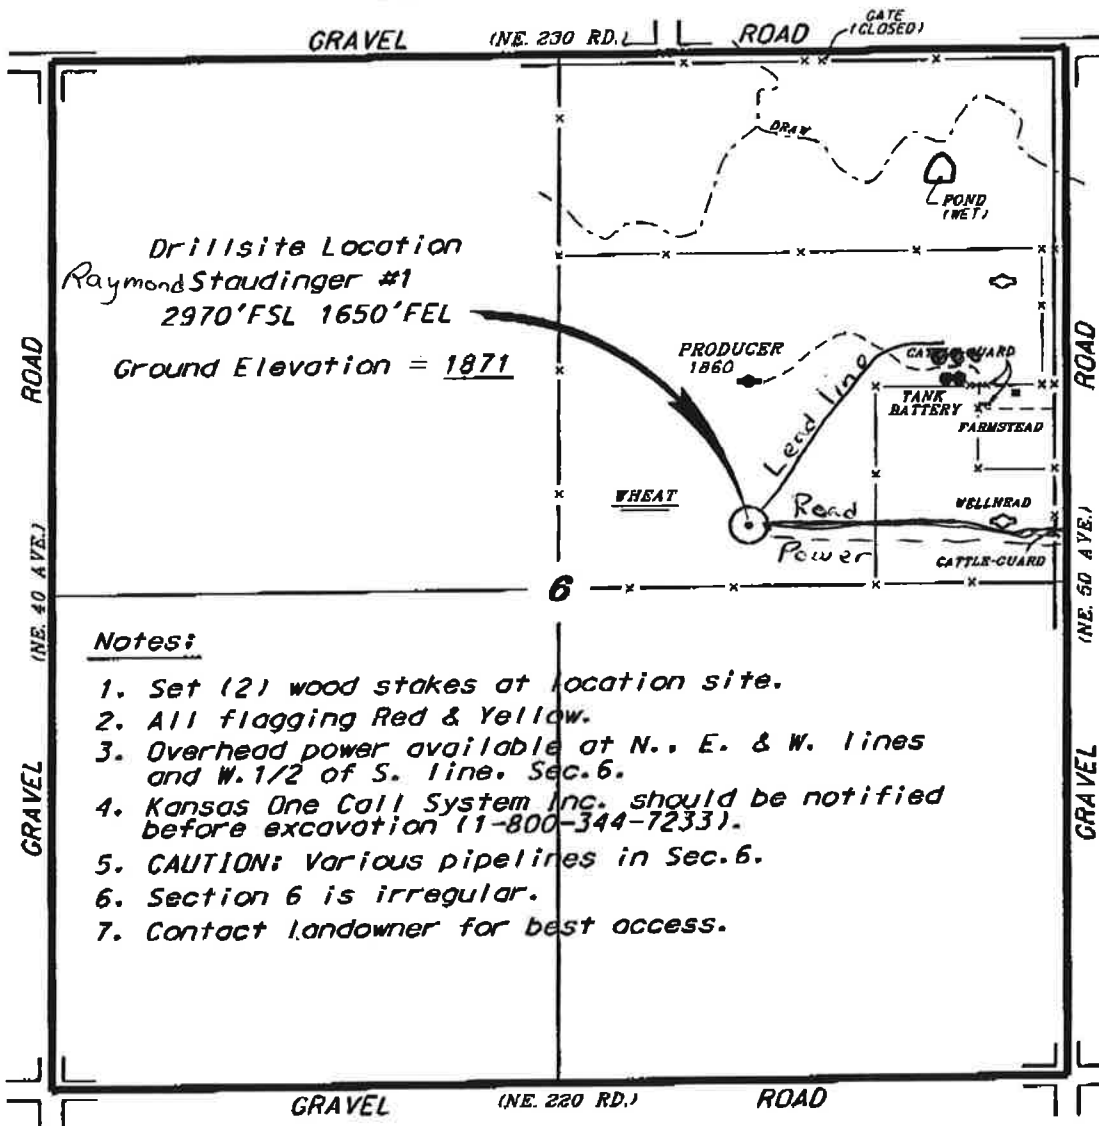 GRAVEL (NE. 230 RD.) ROAD
GATE
(CLOSED)
DRAW
POND
(WET)
Drillsite Location
Raymond Staudinger #1
2970'FSL 1650'FEL
Ground Elevation = 1871
PRODUCER
1860
Lead line
CATTLE-GUARD
TANK
BATTERY
FARMSTEAD
WHEAT
WELLHEAD
Road
Power
CATTLE-GUARD
6
ROAD
(NE. 40 AVE.)
GRAVEL
ROAD
(NE. 50 AVE.)
GRAVEL
Notes:
1. Set (2) wood stakes at location site.
2. All flagging Red & Yellow.
3. Overhead power available at N., E. & W. lines
and W.1/2 of S. line. Sec.6.
4. Kansas One Call System Inc. should be notified
before excavation (1-800-344-7233).
5. CAUTION: Various pipelines in Sec.6.
6. Section 6 is irregular.
7. Contact landowner for best access.
GRAVEL (NE. 220 RD.) ROAD